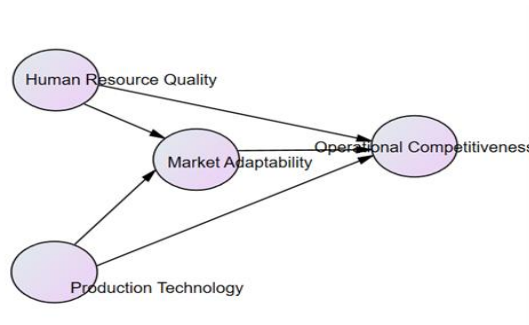 Human Resource Quality
Operational Competitiveness
Market Adaptability
Production Technology